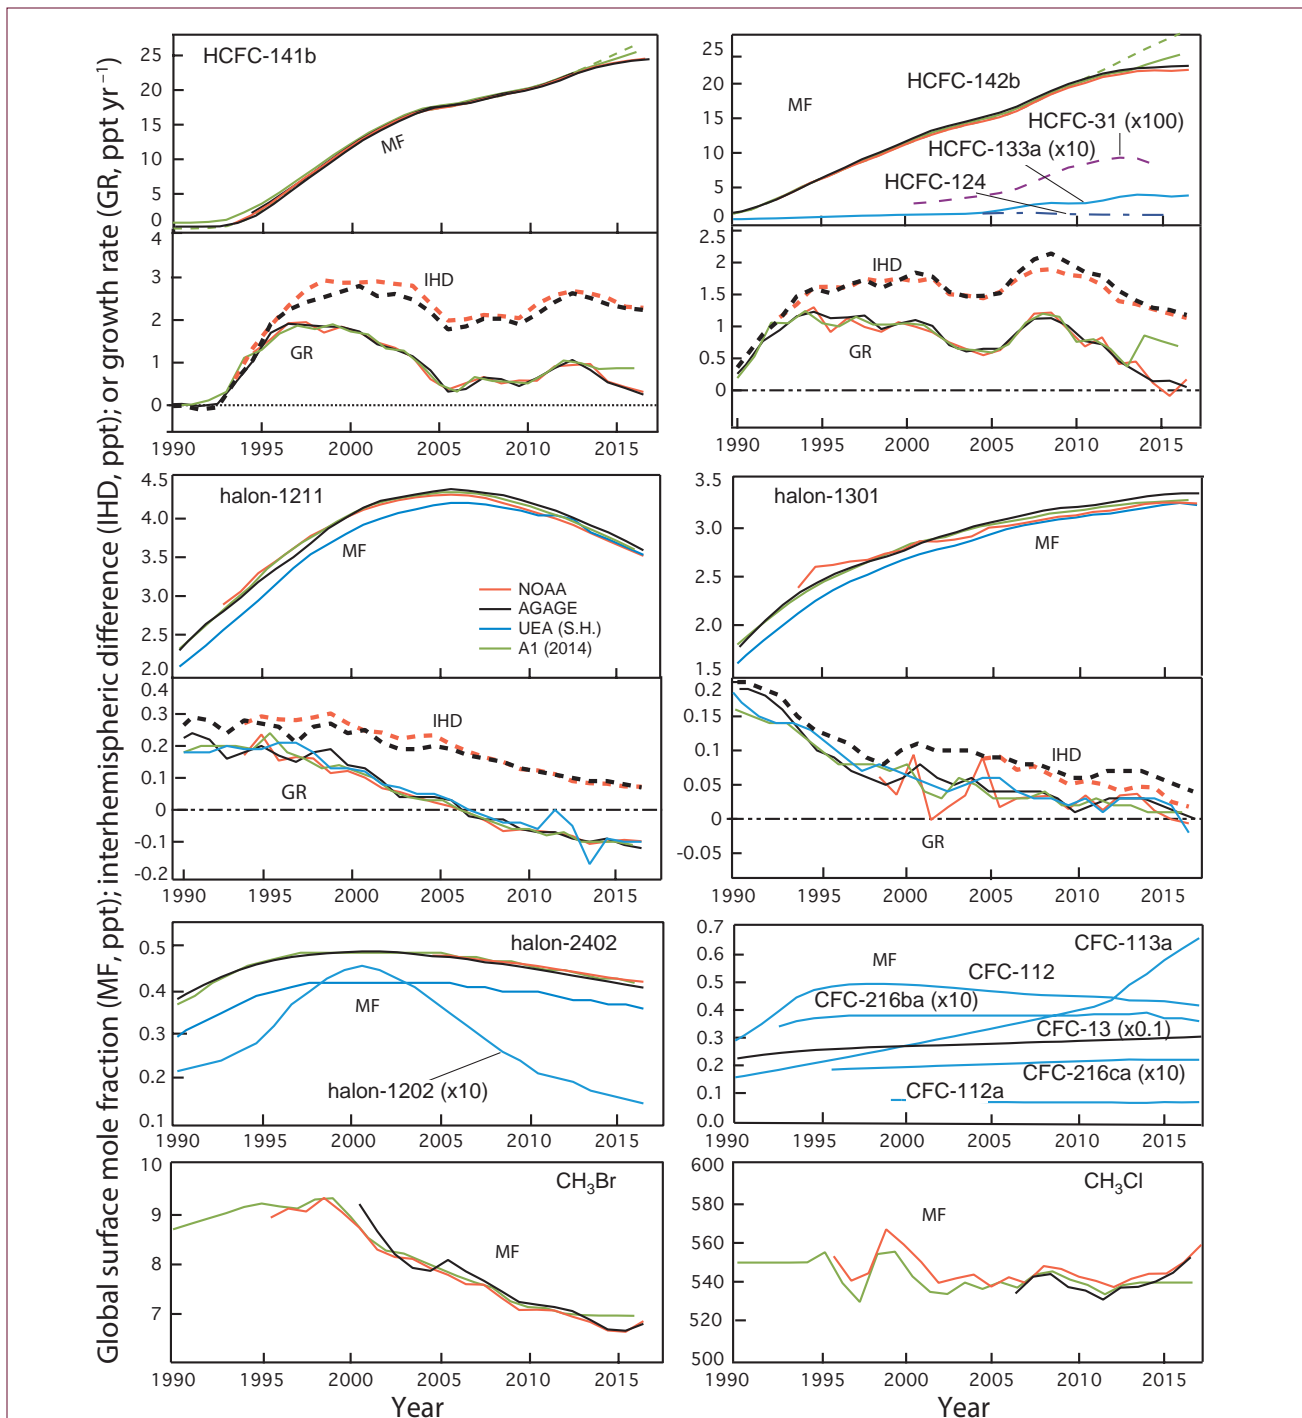 Global surface mole fraction (MF, ppt); interhemispheric difference (IHD, ppt); or growth rate (GR, ppt yr⁻¹)
HCFC-141b
25
20
15
10
5
0
MF
4
3
2
1
0
IHD
GR
1990 1995 2000 2005 2010 2015
HCFC-142b
25
20
15
10
5
0
MF
HCFC-31 (x100)
HCFC-133a (x10)
HCFC-124
2.5
2.0
1.5
1.0
0.5
0
IHD
GR
1990 1995 2000 2005 2010 2015
halon-1211
4.5
4.0
3.5
3.0
2.5
2.0
MF
NOAA
AGAGE
UEA (S.H.)
A1 (2014)
0.4
0.3
0.2
0.1
0
-0.1
-0.2
IHD
GR
1990 1995 2000 2005 2010 2015
halon-1301
3.5
3.0
2.5
2.0
1.5
MF
0.2
0.15
0.1
0.05
0
-0.05
IHD
GR
1990 1995 2000 2005 2010 2015
halon-2402
0.5
0.4
0.3
0.2
0.1
MF
halon-1202 (x10)
1990 1995 2000 2005 2010 2015
0.7
0.6
0.5
0.4
0.3
0.2
0.1
0.0
CFC-113a
MF
CFC-112
CFC-216ba (x10)
CFC-13 (x0.1)
CFC-216ca (x10)
CFC-112a
1990 1995 2000 2005 2010 2015
10
9
8
7
CH₃Br
MF
1990 1995 2000 2005 2010 2015
Year
600
580
560
540
520
500
CH₃Cl
MF
1990 1995 2000 2005 2010 2015
Year